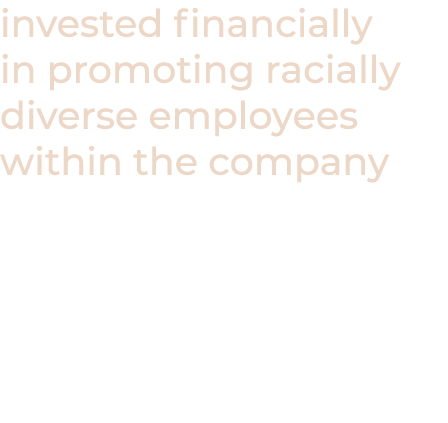 invested financially
in promoting racially
diverse employees
within the company